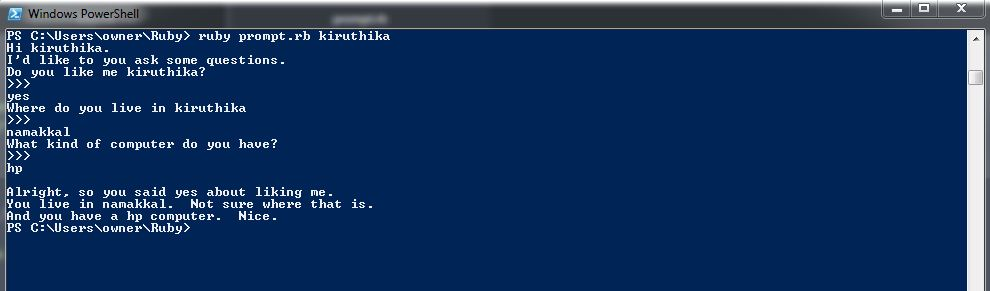 Windows PowerShell
PS C:\Users\owner\Ruby> ruby prompt.rb kiruthika
Hi kiruthika.
I'd like to you ask some questions.
Do you like me kiruthika?
>>>
yes
Where do you live in kiruthika
>>>
namakkal
What kind of computer do you have?
>>>
hp
Alright, so you said yes about liking me.
You live in namakkal.  Not sure where that is.
And you have a hp computer.  Nice.
PS C:\Users\owner\Ruby>